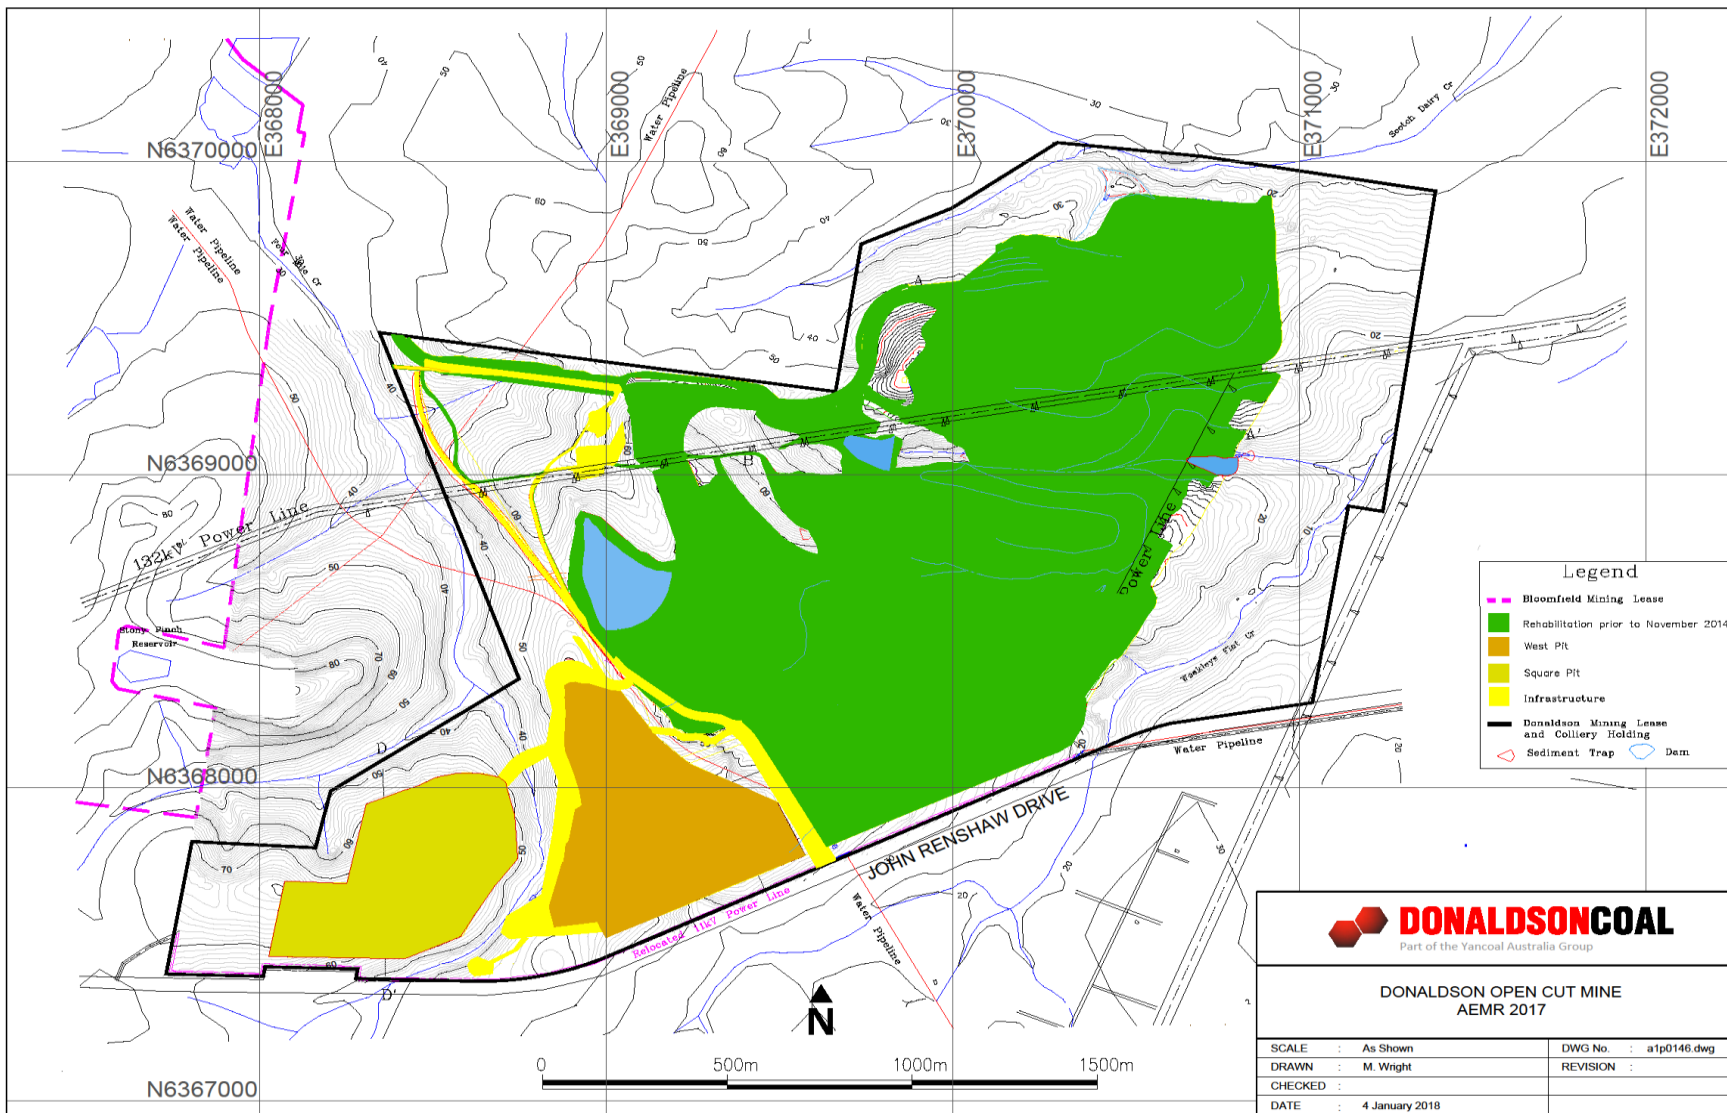 N6370000
E368000
E369000
E370000
E371000
E372000
Water Pipeline
Scotch Dairy Cr
Water Pipeline
Water Pipeline
N6369000
132kV Power Line
Power Line
Stony Pinch
Reservoir
Weakleys Flat Cr
Water Pipeline
N6368000
JOHN RENSHAW DRIVE
Relocated 11kV Power Line
Water Pipeline
N6367000
A
A'
B
D
D'
N
0 500m 1000m 1500m
Legend
Bloomfield Mining Lease
Rehabilitation prior to November 2014
West Pit
Square Pit
Infrastructure
Donaldson Mining Lease
and Colliery Holding
Sediment Trap Dam
DONALDSONCOAL
Part of the Yancoal Australia Group
DONALDSON OPEN CUT MINE
AEMR 2017
SCALE : As Shown DWG No. : a1p0146.dwg
DRAWN : M. Wright REVISION :
CHECKED :
DATE : 4 January 2018